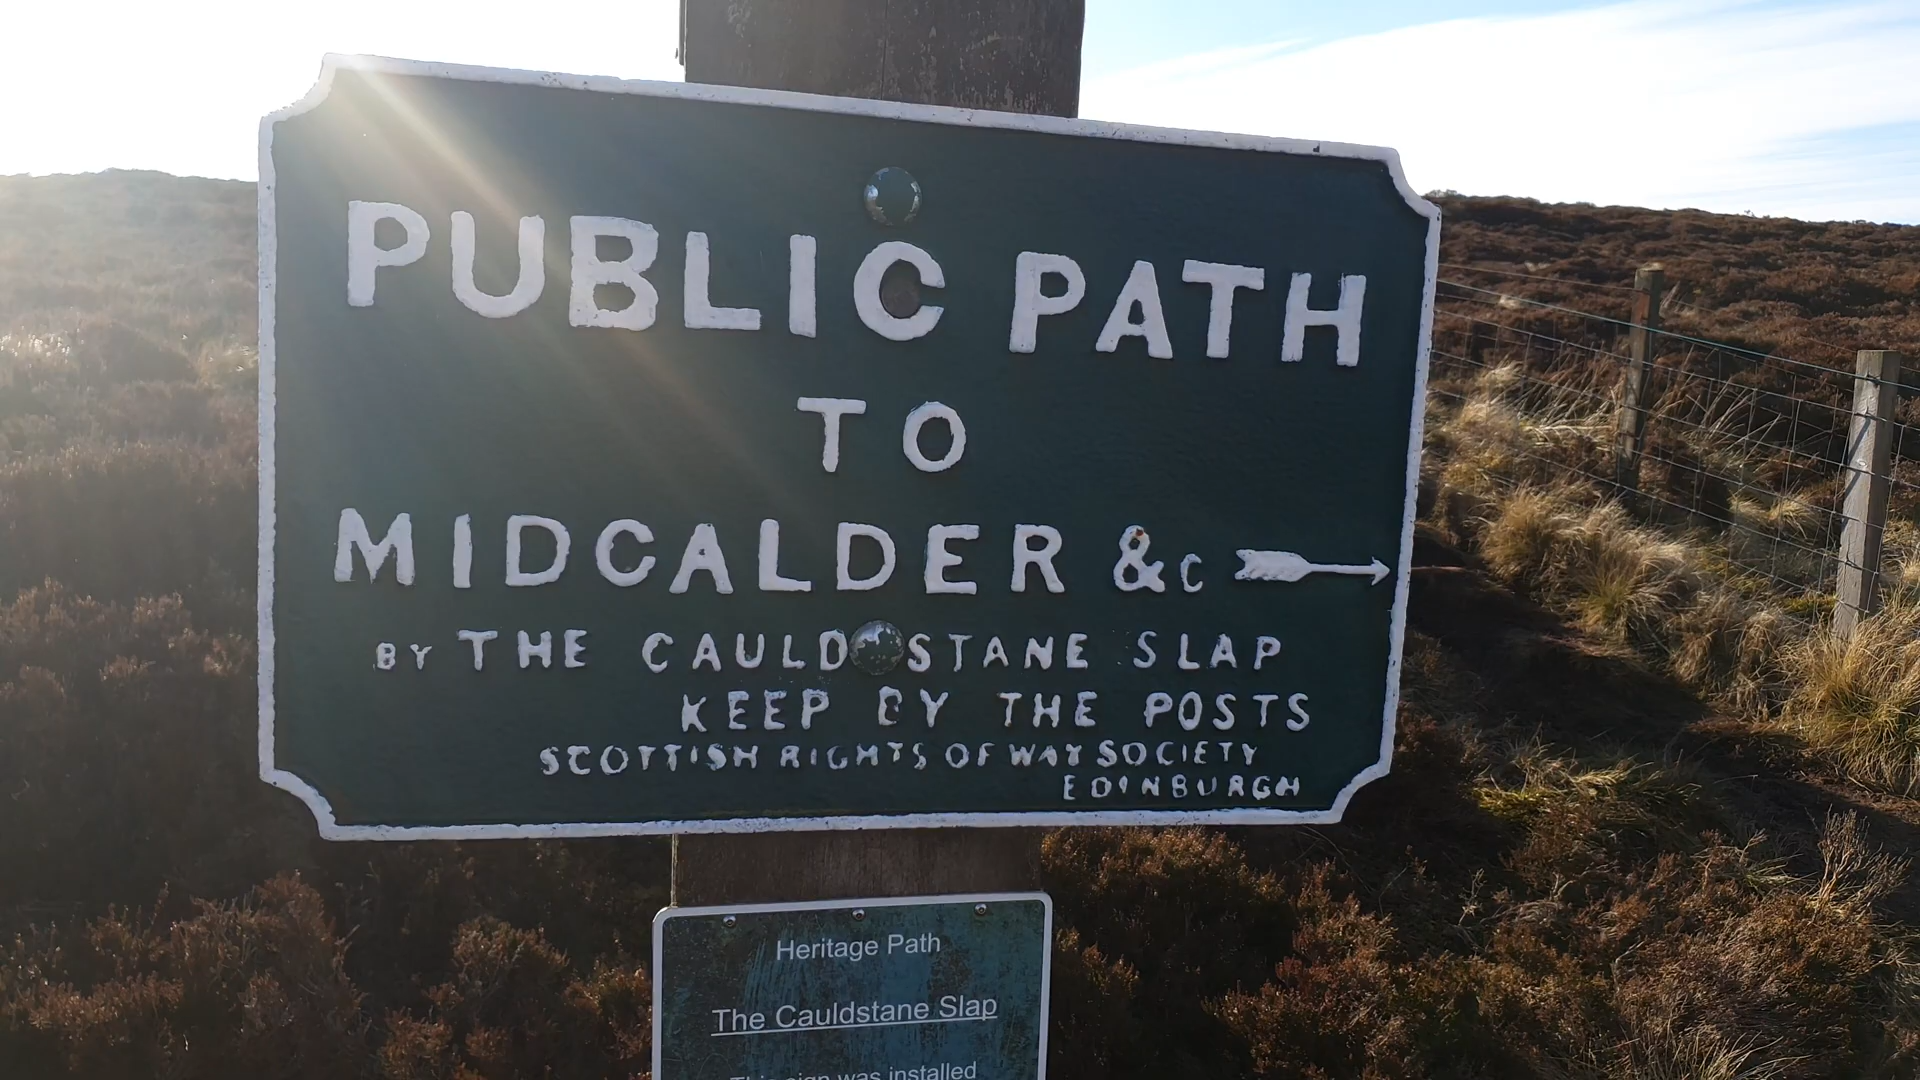 PUBLIC PATH
TO
MIDCALDER &c
BY THE CAULDSTANE SLAP
KEEP BY THE POSTS
SCOTTISH RIGHTS OF WAY SOCIETY
EDINBURGH
Heritage Path
The Cauldstane Slap
This sign was installed